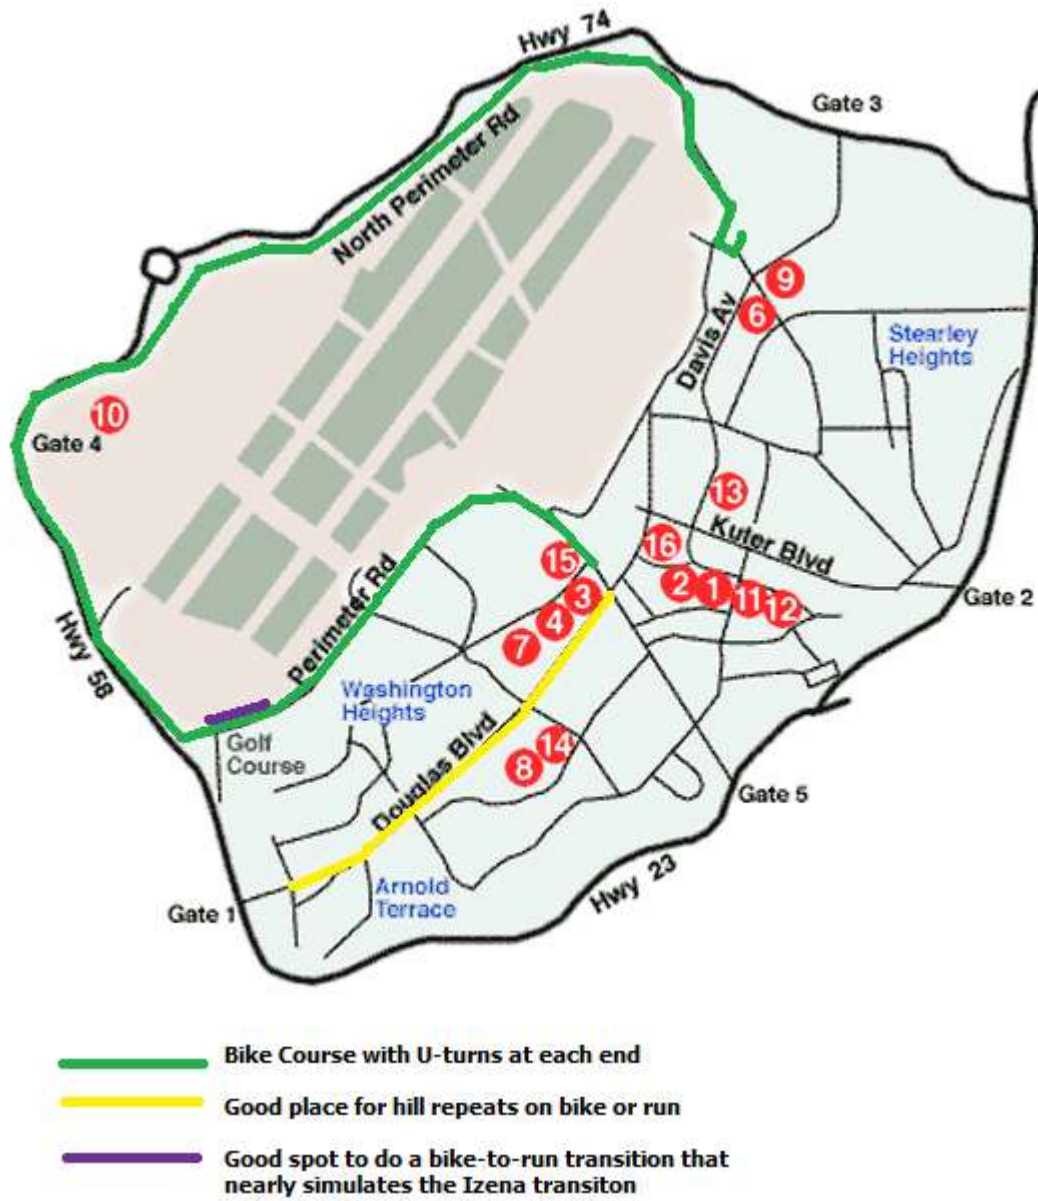 Hwy 74
Gate 3
North Perimeter Rd
9
6
Davis Av
Stearley
Heights
10
Gate 4
13
Kuter Blvd
16
15
2
1
11
12
Gate 2
3
4
7
Perimeter Rd
Hwy 58
Washington
Heights
Golf
Course
14
8
Douglas Blvd
Gate 5
Hwy 23
Arnold
Terrace
Gate 1
Bike Course with U-turns at each end
Good place for hill repeats on bike or run
Good spot to do a bike-to-run transition that
nearly simulates the Izena transiton